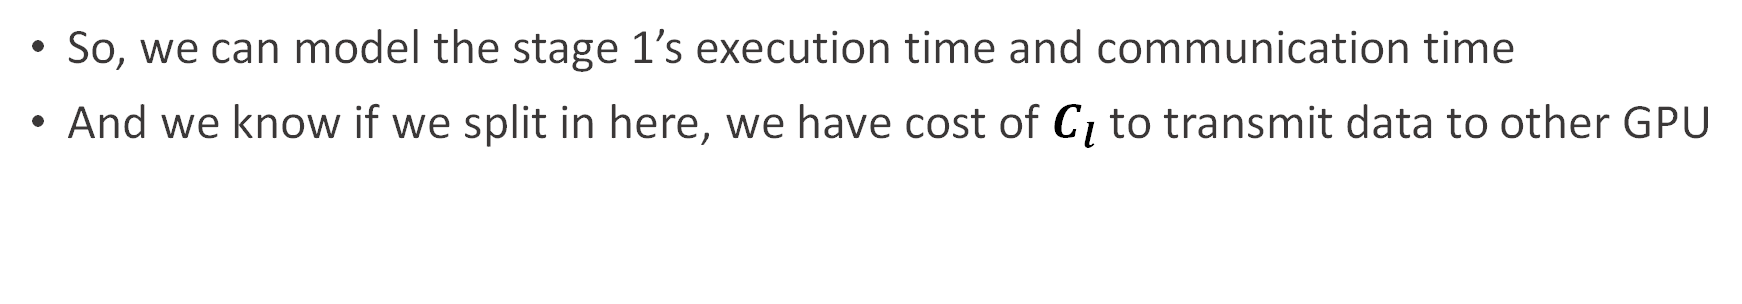 • So, we can model the stage 1’s execution time and communication time
• And we know if we split in here, we have cost of C_l to transmit data to other GPU